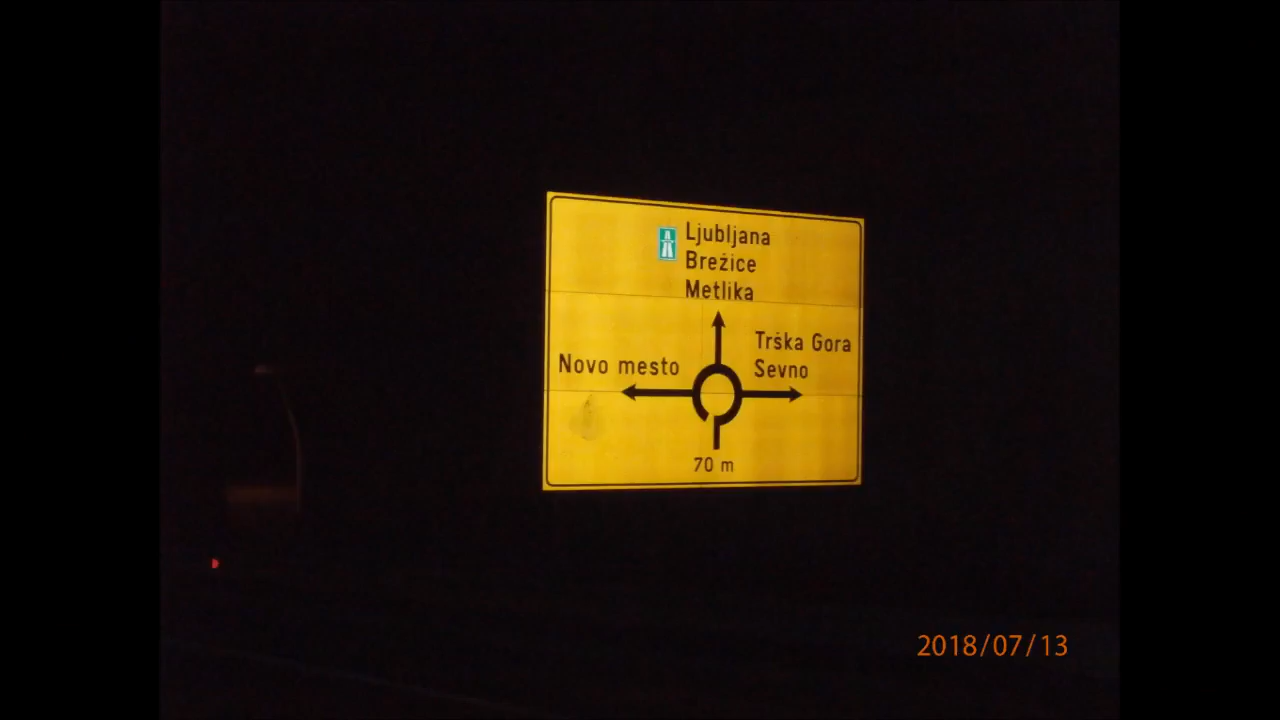 Ljubljana
Brežice
Metlika
Trška Gora
Sevno
Novo mesto
70 m
2018/07/13